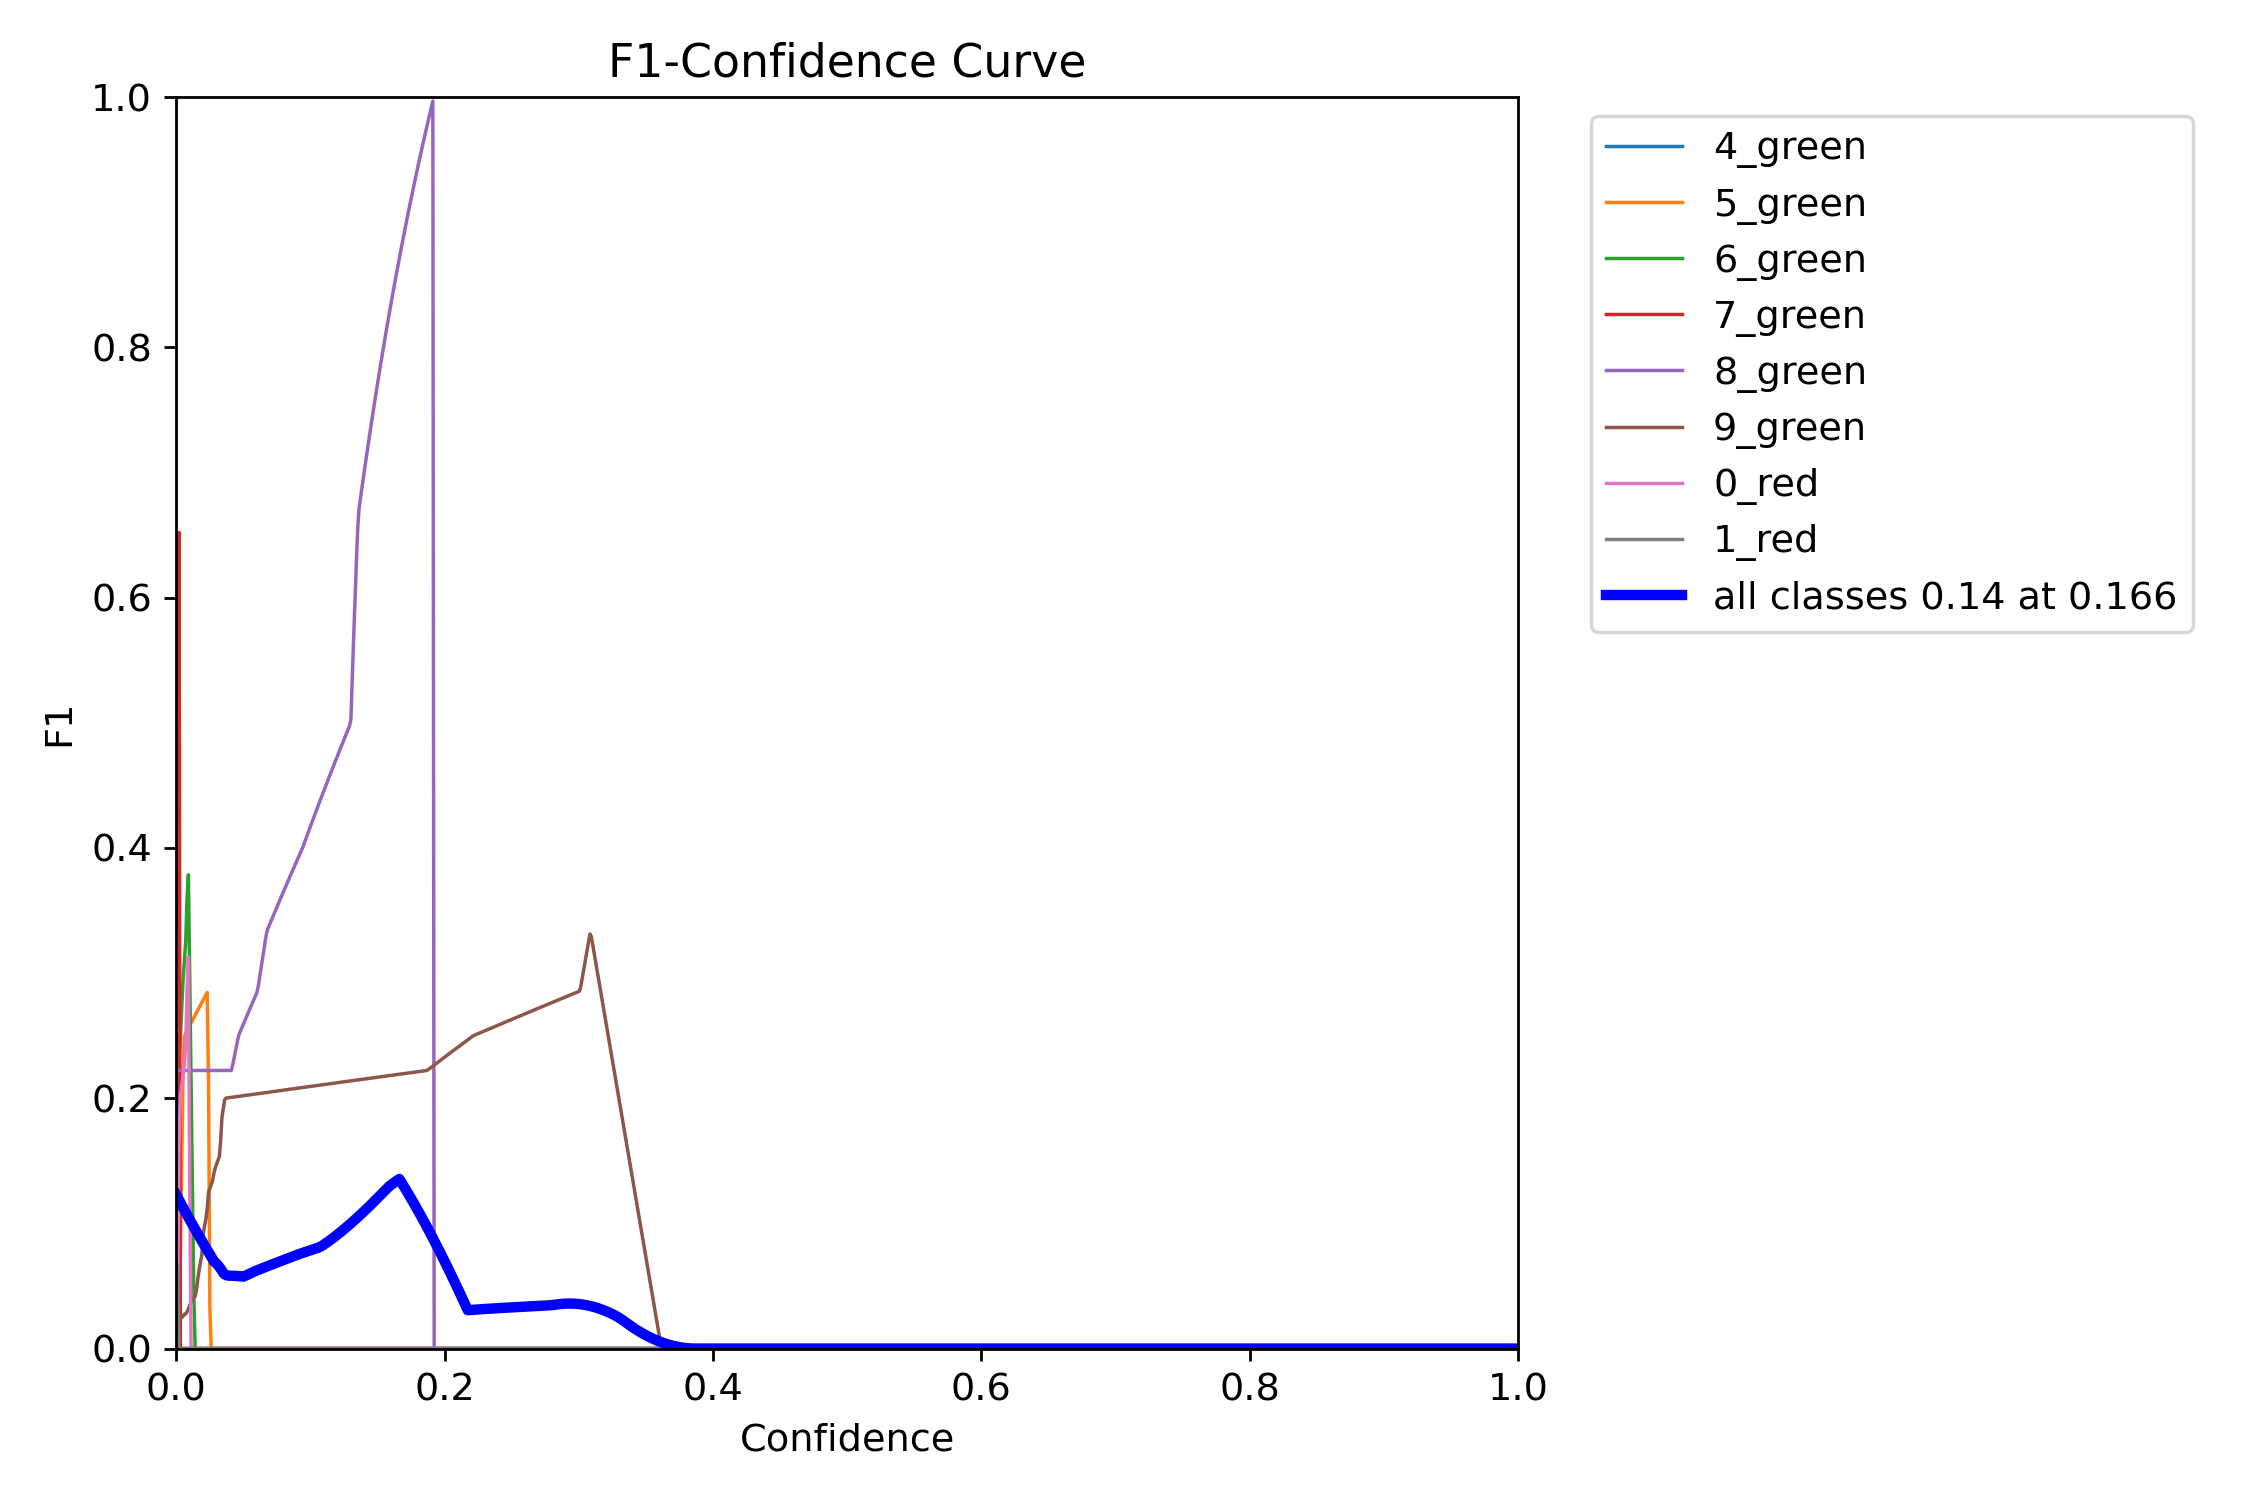 F1-Confidence Curve
1.0
0.8
0.6
0.4
0.2
0.0
F1
0.0 0.2 0.4 0.6 0.8 1.0
Confidence
4_green
5_green
6_green
7_green
8_green
9_green
0_red
1_red
all classes 0.14 at 0.166